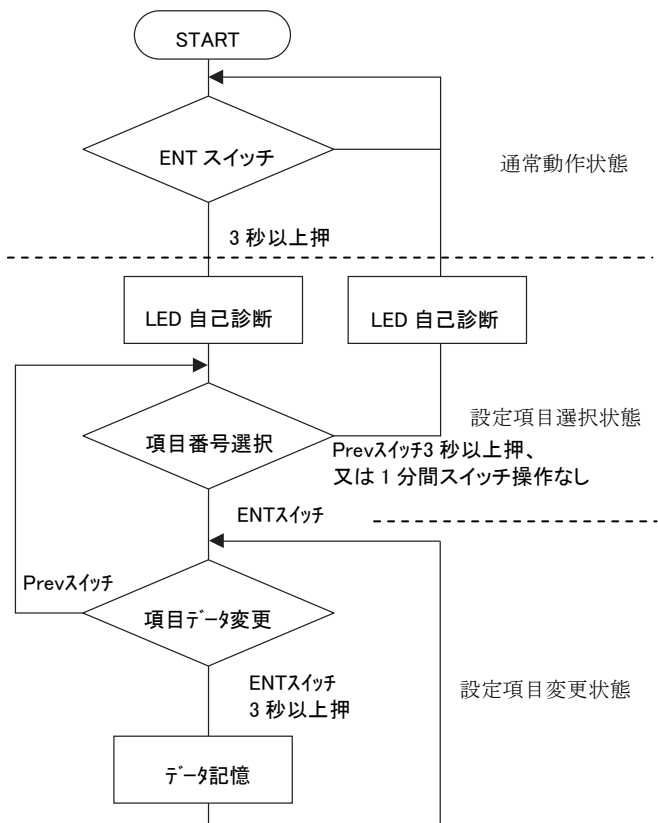 START
ENT スイッチ
通常動作状態
3 秒以上押
LED 自己診断
LED 自己診断
設定項目選択状態
項目番号選択
Prevスイッチ3 秒以上押、
又は 1 分間スイッチ操作なし
ENTスイッチ
Prevスイッチ
項目データ変更
ENTスイッチ
3 秒以上押
設定項目変更状態
データ記憶